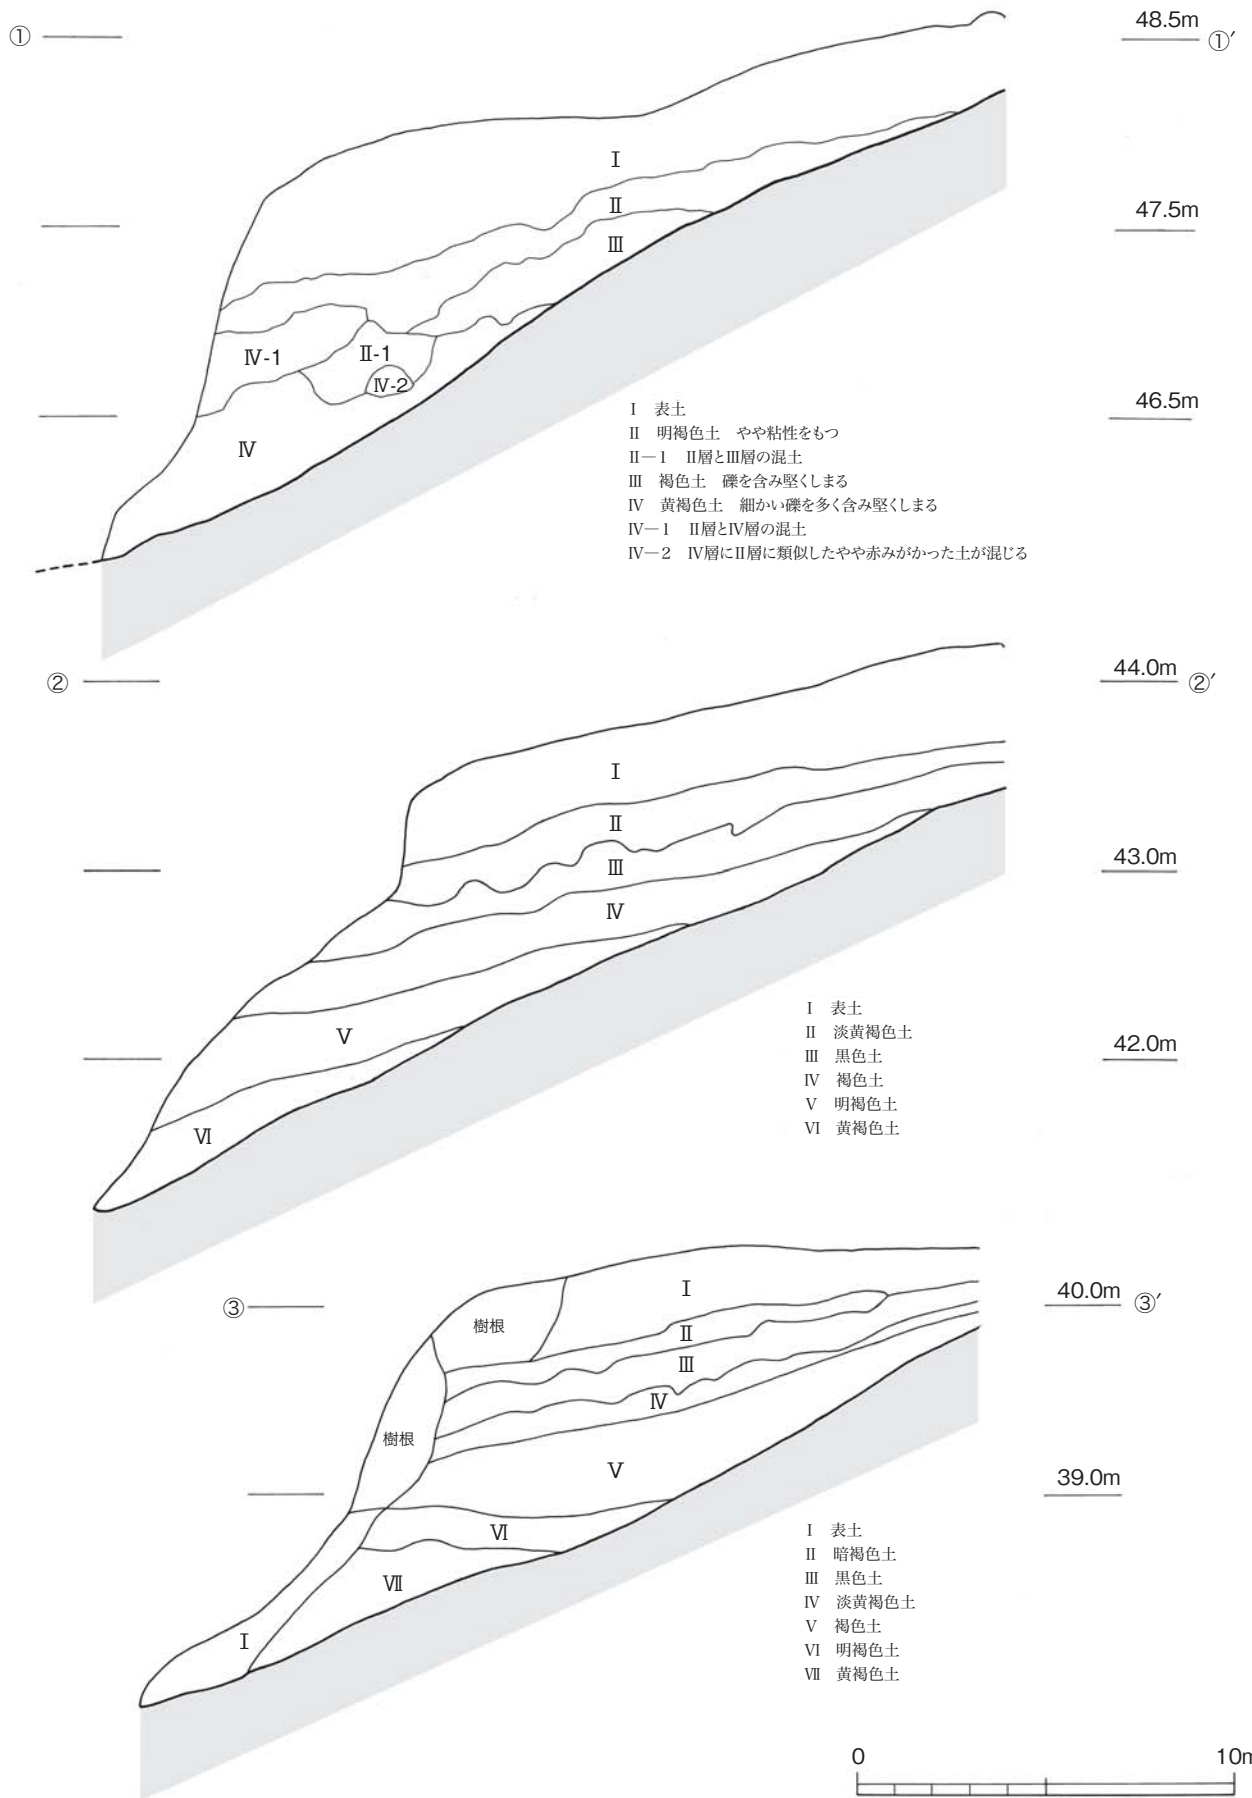 ① 48.5m ①′
Ⅰ
Ⅱ
47.5m
Ⅲ
Ⅳ-1
Ⅱ-1
Ⅳ-2
46.5m
Ⅳ
Ⅰ 表土
Ⅱ 明褐色土 やや粘性をもつ
Ⅱ―1 Ⅱ層とⅢ層の混土
Ⅲ 褐色土 礫を含み堅くしまる
Ⅳ 黄褐色土 細かい礫を多く含み堅くしまる
Ⅳ―1 Ⅱ層とⅣ層の混土
Ⅳ―2 Ⅳ層にⅡ層に類似したやや赤みがかった土が混じる
② 44.0m ②′
Ⅰ
Ⅱ
43.0m
Ⅲ
Ⅳ
Ⅴ
42.0m
Ⅵ
Ⅰ 表土
Ⅱ 淡黄褐色土
Ⅲ 黒色土
Ⅳ 褐色土
Ⅴ 明褐色土
Ⅵ 黄褐色土
③ 40.0m ③′
Ⅰ
樹根
Ⅱ
Ⅲ
Ⅳ
樹根
Ⅴ
39.0m
Ⅵ
Ⅶ
Ⅰ
Ⅰ 表土
Ⅱ 暗褐色土
Ⅲ 黒色土
Ⅳ 淡黄褐色土
Ⅴ 褐色土
Ⅵ 明褐色土
Ⅶ 黄褐色土
0 10m